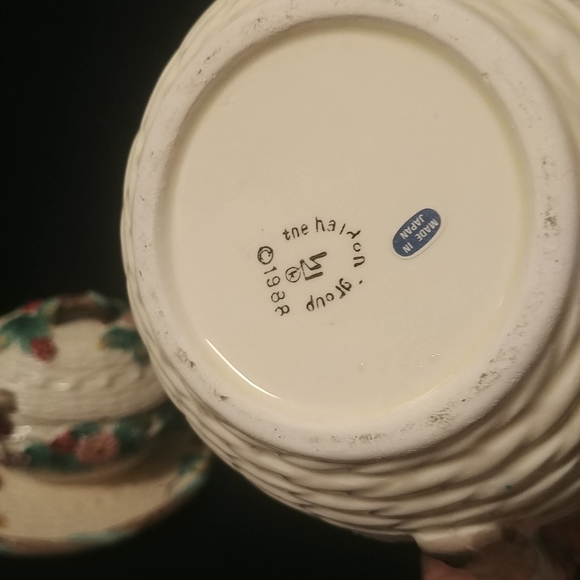 the haldon group
©1988
MADE IN
JAPAN